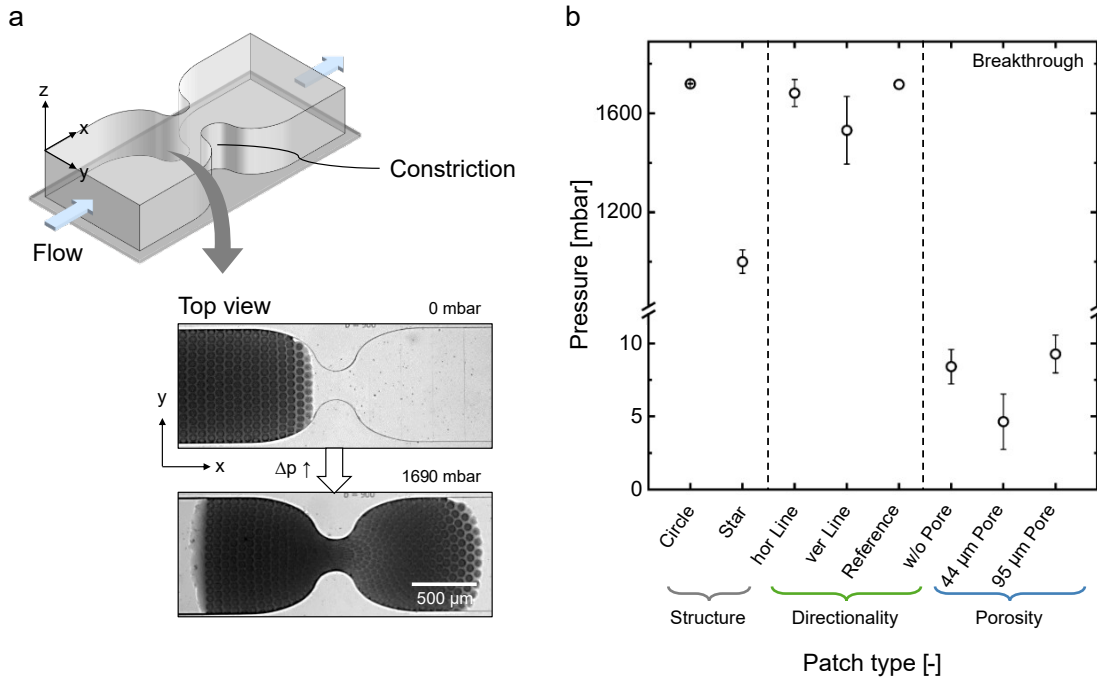 a
z
x
y
Constriction
Flow
Top view
0 mbar
y
x
Δp ↑
1690 mbar
500 µm
b
Breakthrough
Pressure [mbar]
1600
1200
10
5
0
Circle
Star
hor Line
ver Line
Reference
w/o Pore
44 µm Pore
95 µm Pore
Structure
Directionality
Porosity
Patch type [-]